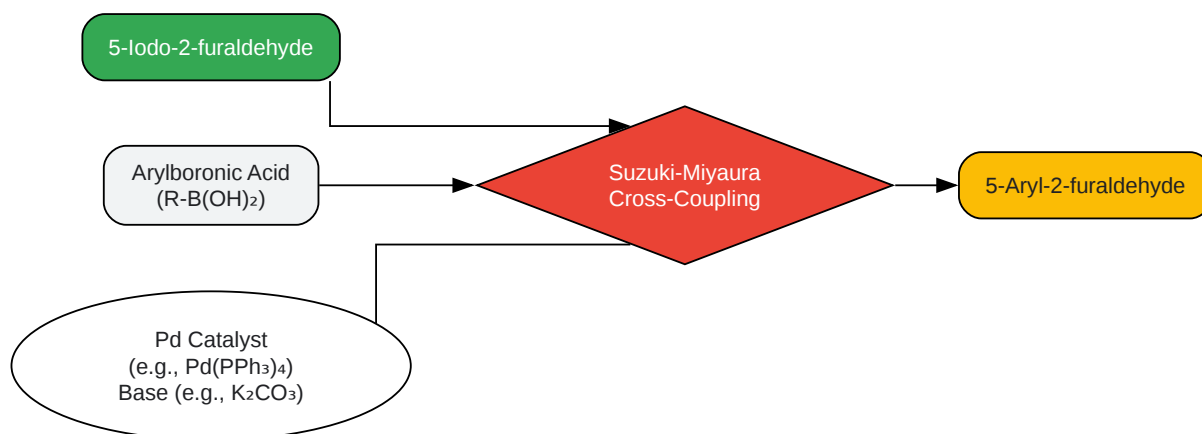 5-Iodo-2-furaldehyde
Arylboronic Acid
(R-B(OH)₂)
Suzuki-Miyaura
Cross-Coupling
5-Aryl-2-furaldehyde
Pd Catalyst
(e.g., Pd(PPh₃)₄)
Base (e.g., K₂CO₃)